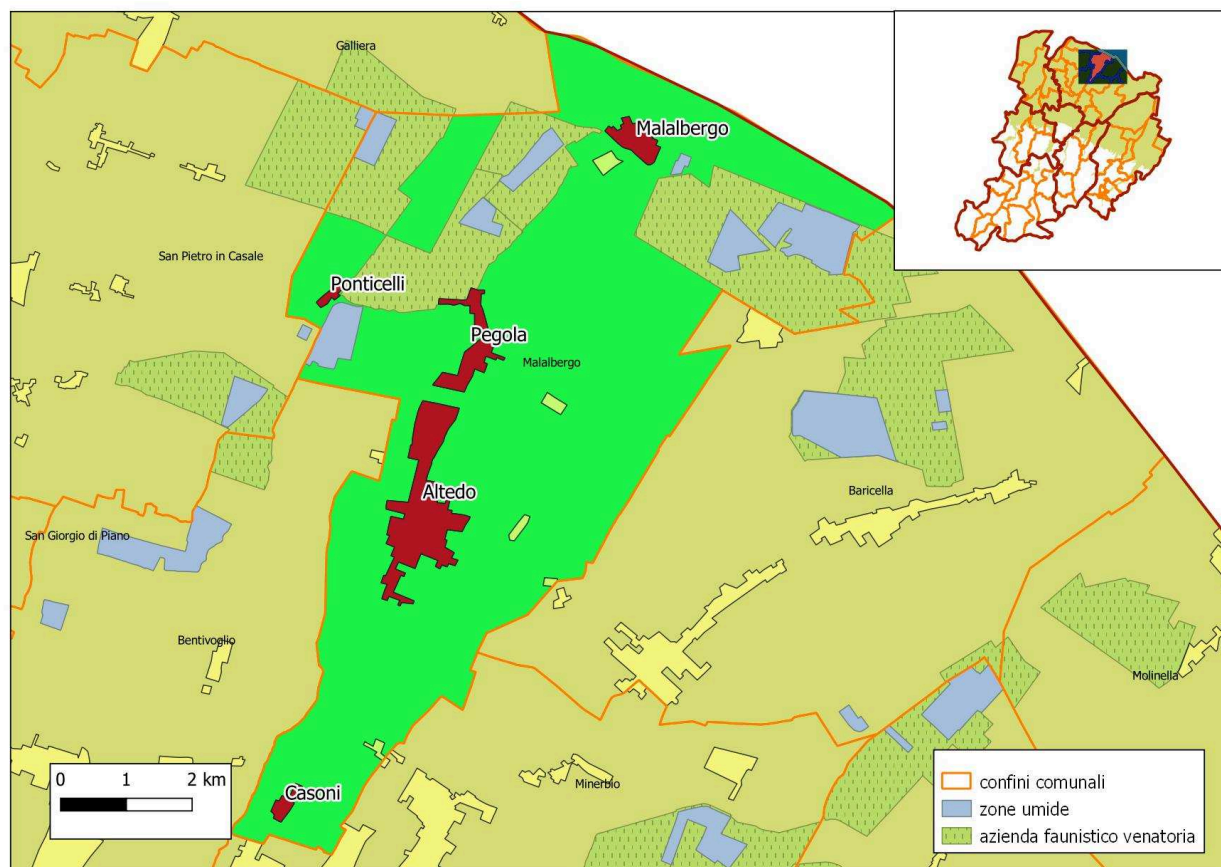 Galliera
Malalbergo
San Pietro in Casale
Ponticelli
Pegola
Malalbergo
Altedo
Baricella
San Giorgio di Piano
Bentivoglio
Molinella
Minerbio
Casoni
0 1 2 km
confini comunali
zone umide
azienda faunistico venatoria